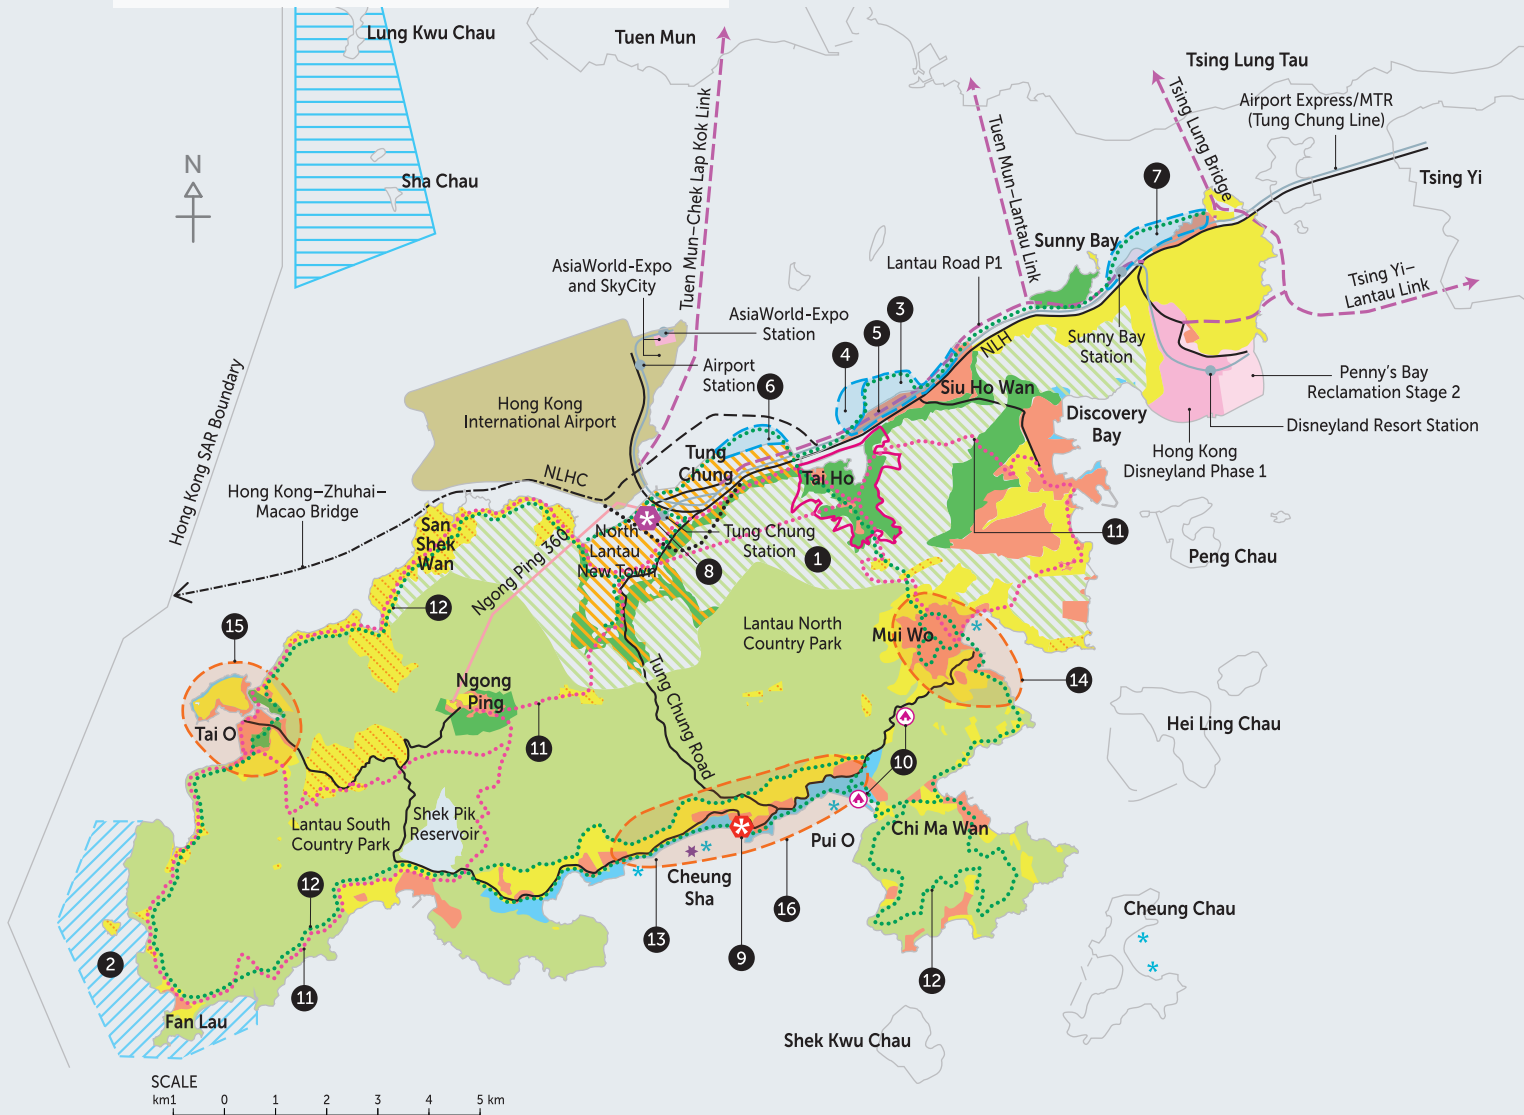 Lung Kwu Chau
Tuen Mun
Tsing Lung Tau
Airport Express/MTR
(Tung Chung Line)
Tsing Lung Bridge
Tuen Mun–Chek Lap Kok Link
Tuen Mun–Lantau Link
N
Sha Chau
7
Tsing Yi
Sunny Bay
AsiaWorld-Expo
and SkyCity
Lantau Road P1
Tsing Yi–
Lantau Link
AsiaWorld-Expo
Station
3
5
4
NLH
Sunny Bay
Station
Airport
Station
6
Siu Ho Wan
Penny's Bay
Reclamation Stage 2
Hong Kong
International Airport
Discovery
Bay
Disneyland Resort Station
Hong Kong
Disneyland Phase 1
Hong Kong SAR Boundary
Tung
Chung
Tai Ho
NLHC
Hong Kong–Zhuhai–
Macao Bridge
San
Shek
Wan
North
Lantau
New Town
Tung Chung
Station
1
11
Peng Chau
Ngong Ping 360
8
12
15
Lantau North
Country Park
Mui Wo
14
Ngong
Ping
Tung Chung Road
Tai O
11
Hei Ling Chau
10
Lantau South
Country Park
Shek Pik
Reservoir
Chi Ma Wan
Pui O
Cheung
Sha
12
16
Cheung Chau
13
9
2
12
11
Fan Lau
Shek Kwu Chau
SCALE
km1 0 1 2 3 4 5 km